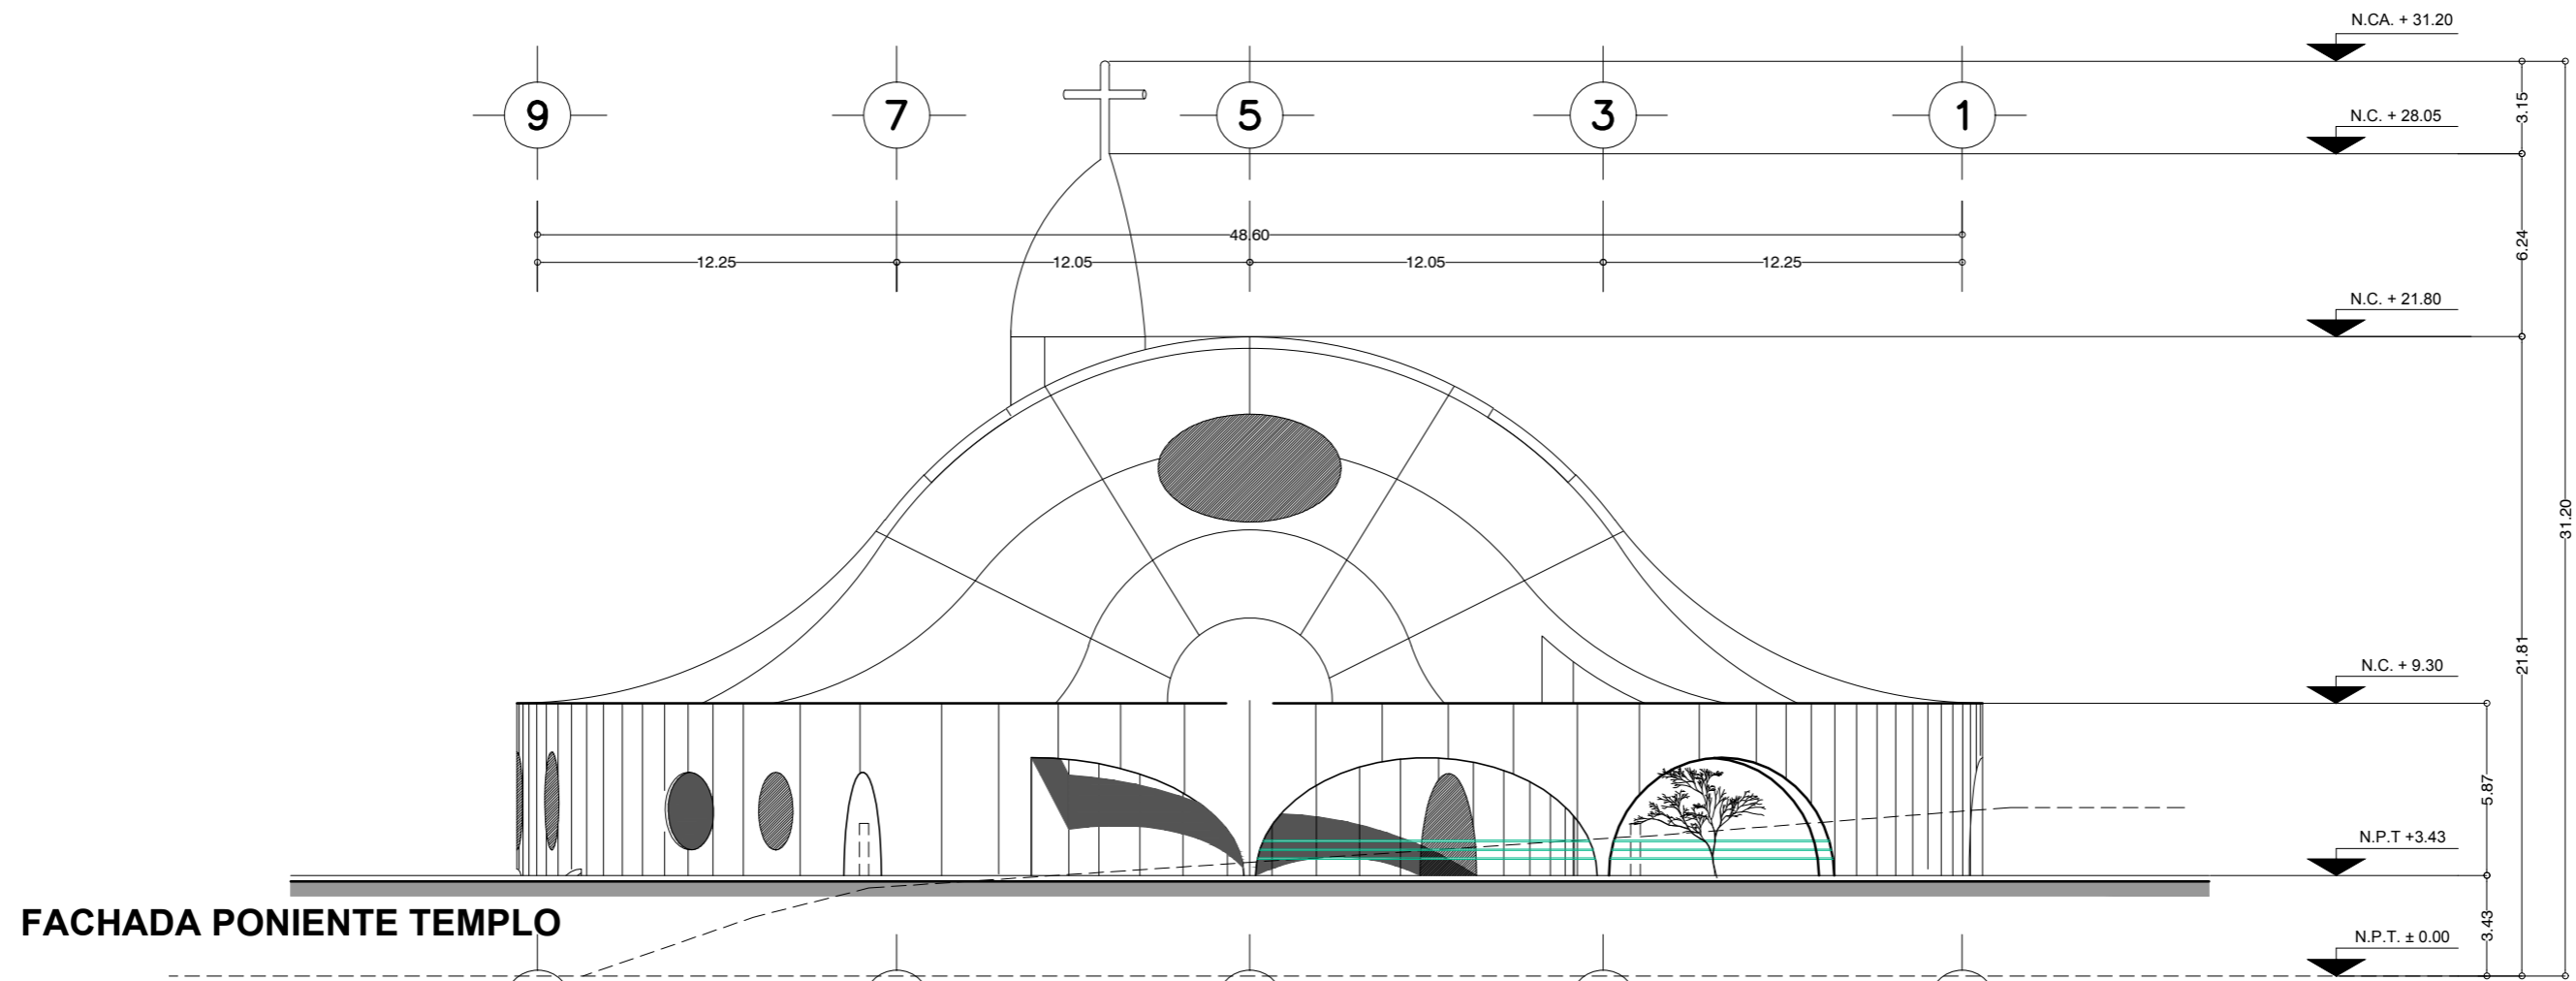 N.CA. + 31.20
9
7
5
3
1
3.15
N.C. + 28.05
48.60
6.24
12.25
12.05
12.05
12.25
N.C. + 21.80
31.20
21.81
N.C. + 9.30
5.87
N.P.T +3.43
FACHADA PONIENTE TEMPLO
3.43
N.P.T. ± 0.00